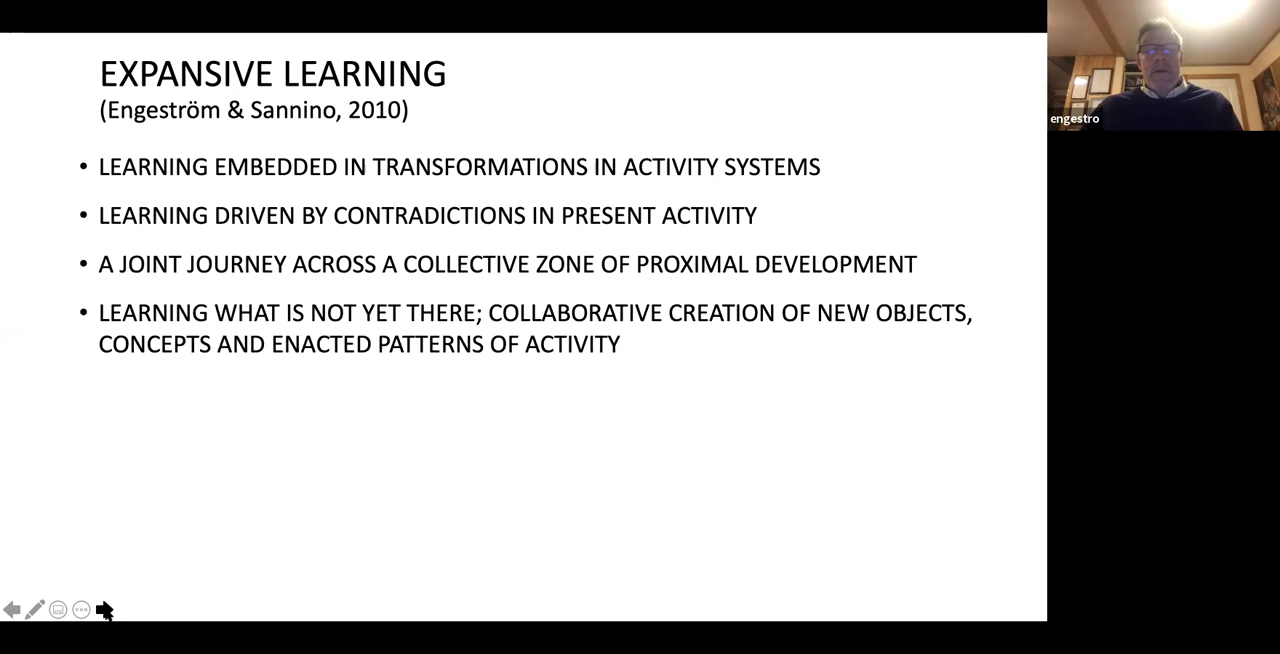 EXPANSIVE LEARNING
(Engeström & Sannino, 2010)
• LEARNING EMBEDDED IN TRANSFORMATIONS IN ACTIVITY SYSTEMS
• LEARNING DRIVEN BY CONTRADICTIONS IN PRESENT ACTIVITY
• A JOINT JOURNEY ACROSS A COLLECTIVE ZONE OF PROXIMAL DEVELOPMENT
• LEARNING WHAT IS NOT YET THERE; COLLABORATIVE CREATION OF NEW OBJECTS,
CONCEPTS AND ENACTED PATTERNS OF ACTIVITY
engestro